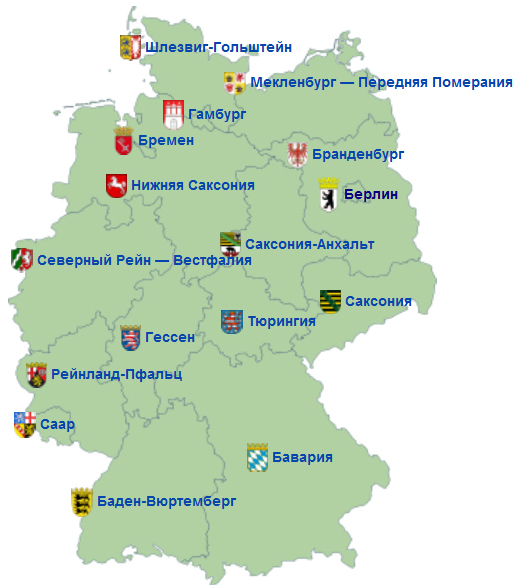 Шлезвиг-Гольштейн
Мекленбург — Передняя Померания
Гамбург
Бремен
Бранденбург
Нижняя Саксония
Берлин
Саксония-Анхальт
Северный Рейн — Вестфалия
Саксония
Тюрингия
Гессен
Рейнланд-Пфальц
Саар
Бавария
Баден-Вюртемберг